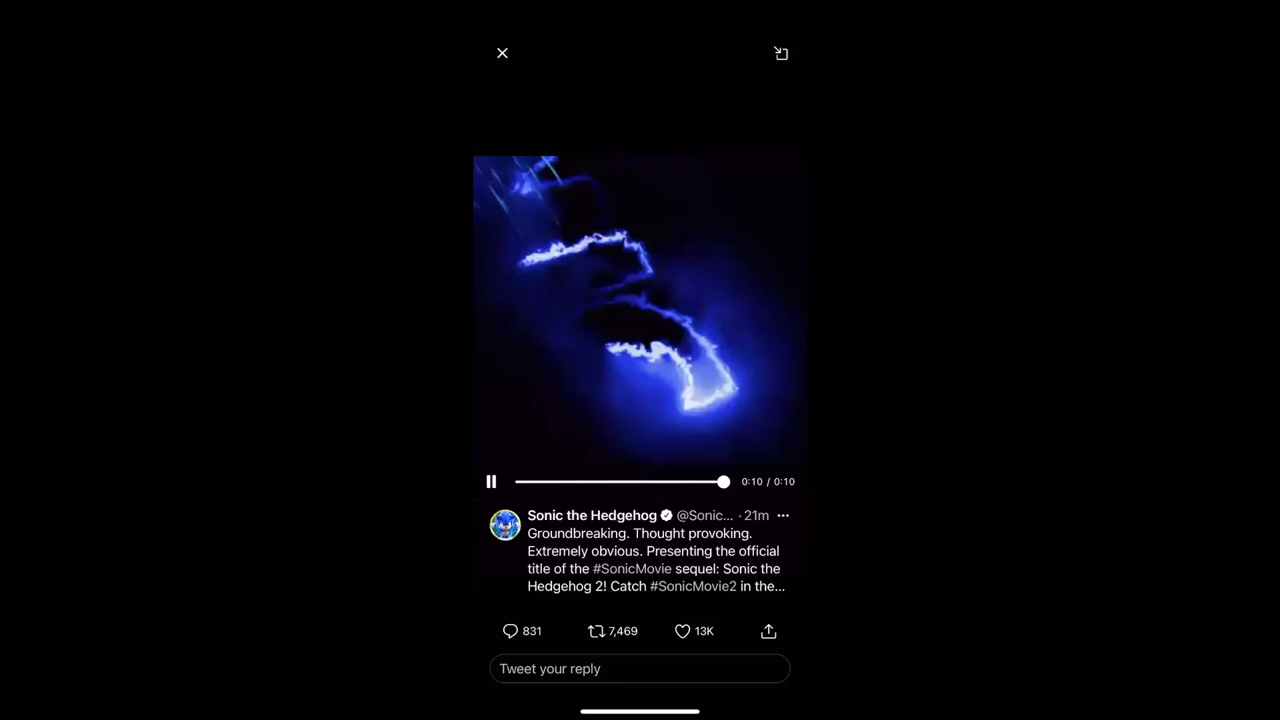 0:10 / 0:10
Sonic the Hedgehog @Sonic... · 21m ...
Groundbreaking. Thought provoking.
Extremely obvious. Presenting the official
title of the #SonicMovie sequel: Sonic the
Hedgehog 2! Catch #SonicMovie2 in the...
831 7,469 13K
Tweet your reply